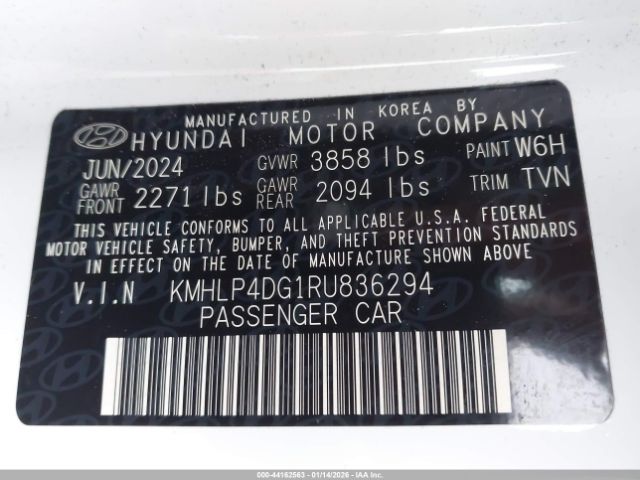 MANUFACTURED IN KOREA BY
HYUNDAI MOTOR COMPANY
JUN/2024 GVWR 3858 lbs PAINT W6H
GAWR FRONT 2271 lbs GAWR REAR 2094 lbs TRIM TVN
THIS VEHICLE CONFORMS TO ALL APPLICABLE U.S.A. FEDERAL
MOTOR VEHICLE SAFETY, BUMPER, AND THEFT PREVENTION STANDARDS
IN EFFECT ON THE DATE OF MANUFACTURE SHOWN ABOVE.
V.I.N KMHLP4DG1RU836294
PASSENGER CAR
000-44162563 - 01/14/2026 - IAAI.CA